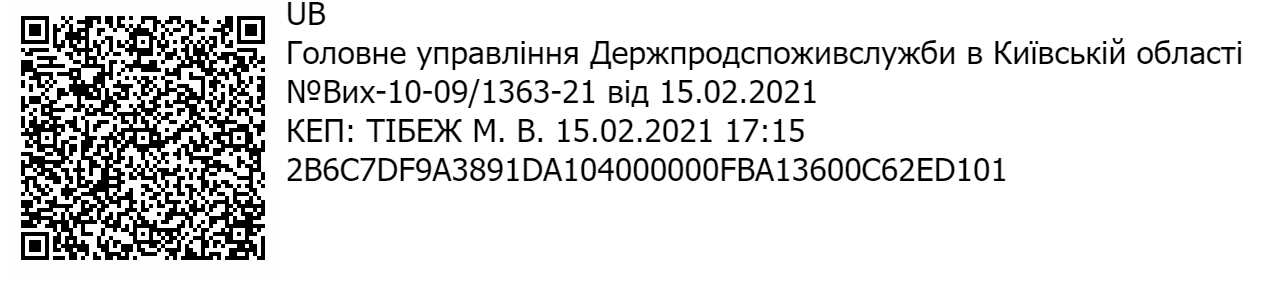 UB
Головне управління Держпродспоживслужби в Київській області
№Вих-10-09/1363-21 від 15.02.2021
КЕП: ТІБЕЖ М. В. 15.02.2021 17:15
2B6C7DF9A3891DA104000000FBA13600C62ED101